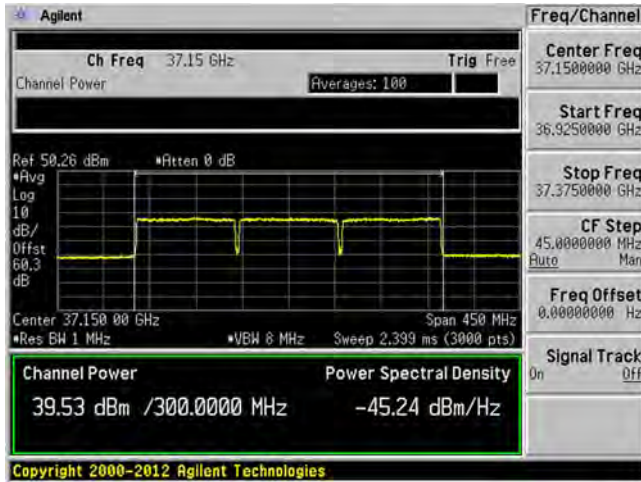 Agilent
Freq/Channel
Ch Freq 37.15 GHz Trig Free
Channel Power Averages: 100
Center Freq
37.1500000 GHz
Start Freq
36.9250000 GHz
Stop Freq
37.3750000 GHz
CF Step
45.0000000 MHz
Auto Man
Freq Offset
0.00000000 Hz
Signal Track
On Off
Ref 50.26 dBm *Atten 0 dB
*Avg
Log
10
dB/
Offst
60.3
dB
Center 37.150 00 GHz Span 450 MHz
*Res BW 1 MHz *VBW 8 MHz Sweep 2.399 ms (3000 pts)
Channel Power Power Spectral Density
39.53 dBm /300.0000 MHz -45.24 dBm/Hz
Copyright 2000-2012 Agilent Technologies